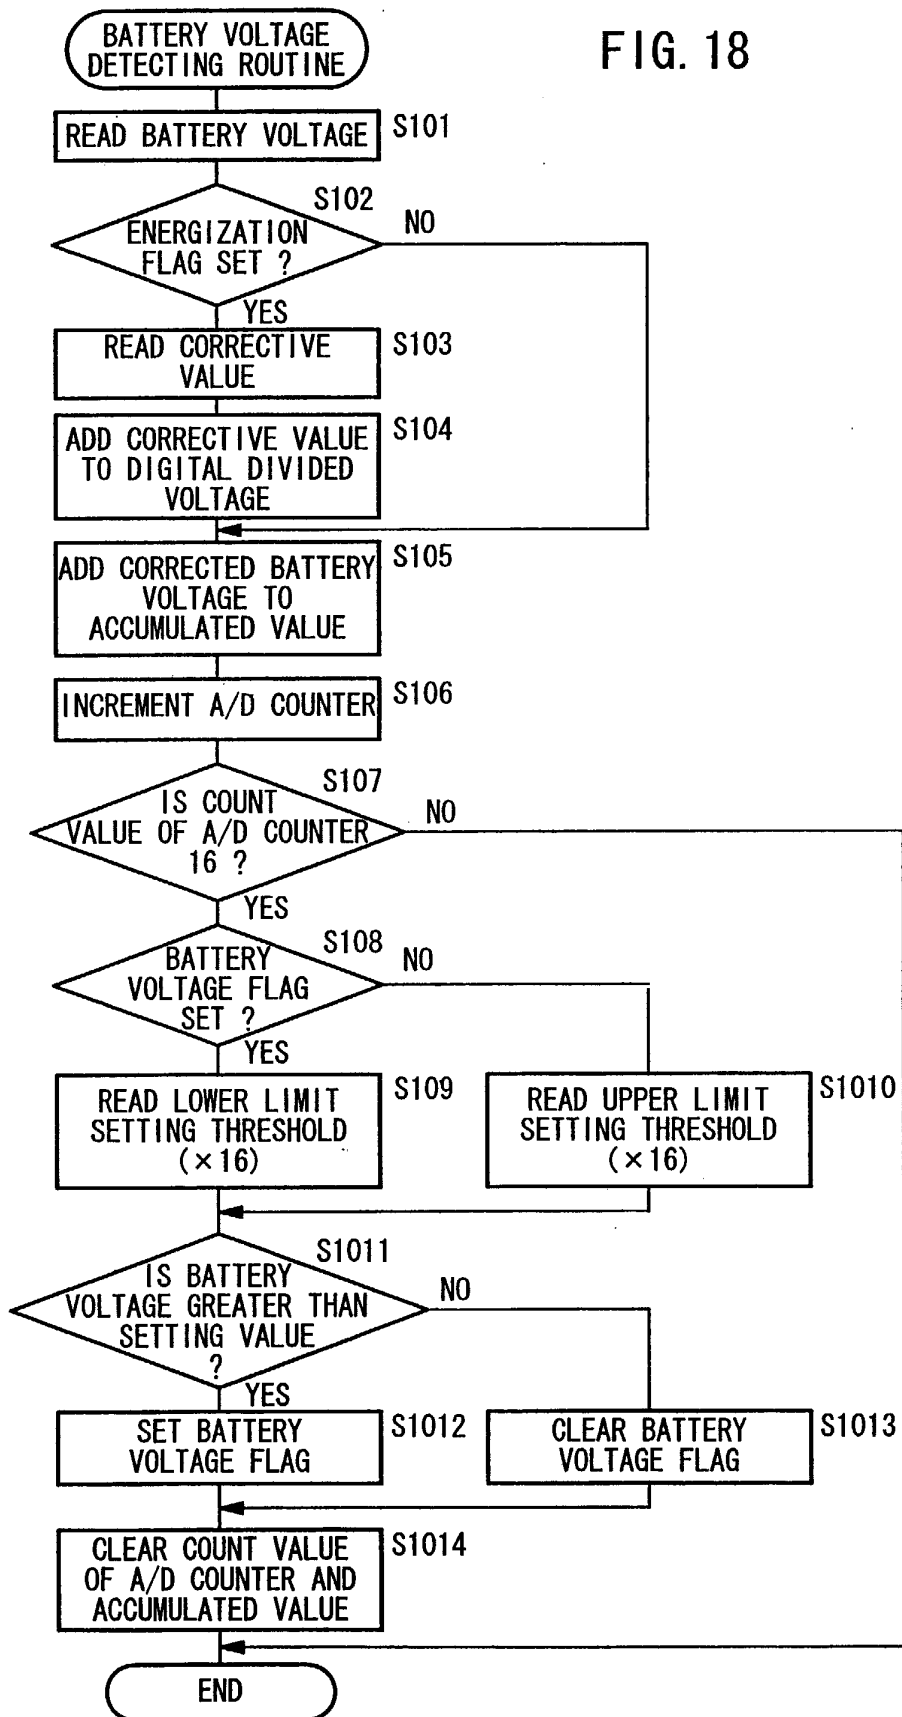 BATTERY VOLTAGE
DETECTING ROUTINE
FIG. 18
READ BATTERY VOLTAGE
S101
S102
ENERGIZATION
FLAG SET ?
NO
YES
READ CORRECTIVE
VALUE
S103
ADD CORRECTIVE VALUE
TO DIGITAL DIVIDED
VOLTAGE
S104
ADD CORRECTED BATTERY
VOLTAGE TO
ACCUMULATED VALUE
S105
INCREMENT A/D COUNTER
S106
S107
IS COUNT
VALUE OF A/D COUNTER
16 ?
NO
YES
S108
BATTERY
VOLTAGE FLAG
SET ?
NO
YES
READ LOWER LIMIT
SETTING THRESHOLD
(×16)
S109
READ UPPER LIMIT
SETTING THRESHOLD
(×16)
S1010
S1011
IS BATTERY
VOLTAGE GREATER THAN
SETTING VALUE
?
NO
YES
SET BATTERY
VOLTAGE FLAG
S1012
CLEAR BATTERY
VOLTAGE FLAG
S1013
CLEAR COUNT VALUE
OF A/D COUNTER AND
ACCUMULATED VALUE
S1014
END